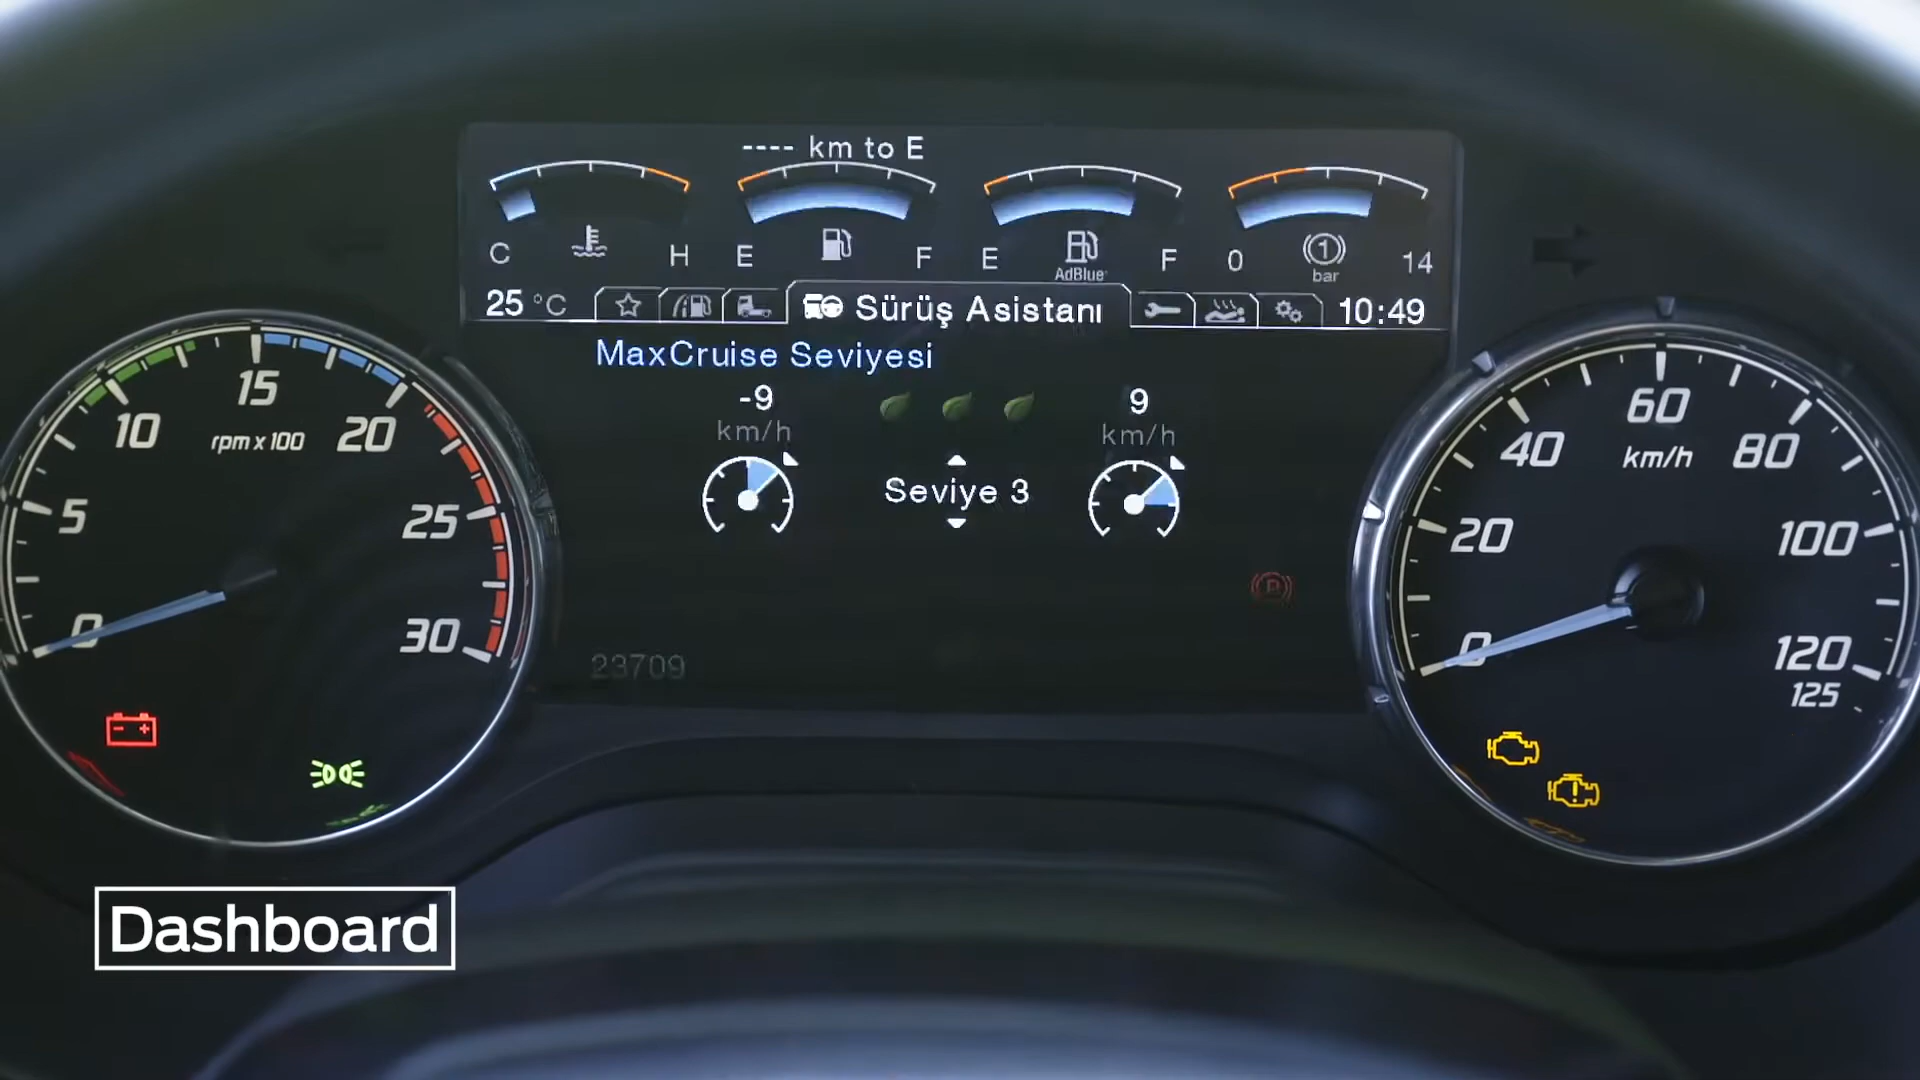 ---- km to E
C H E F E F 0 14
AdBlue
1
bar
25 °C
Sürüş Asistanı
10:49
MaxCruise Seviyesi
-9
km/h
9
km/h
Seviye 3
P
23709
0
5
10
15
20
25
30
rpm x 100
0
20
40
60
80
100
120
125
km/h
Dashboard